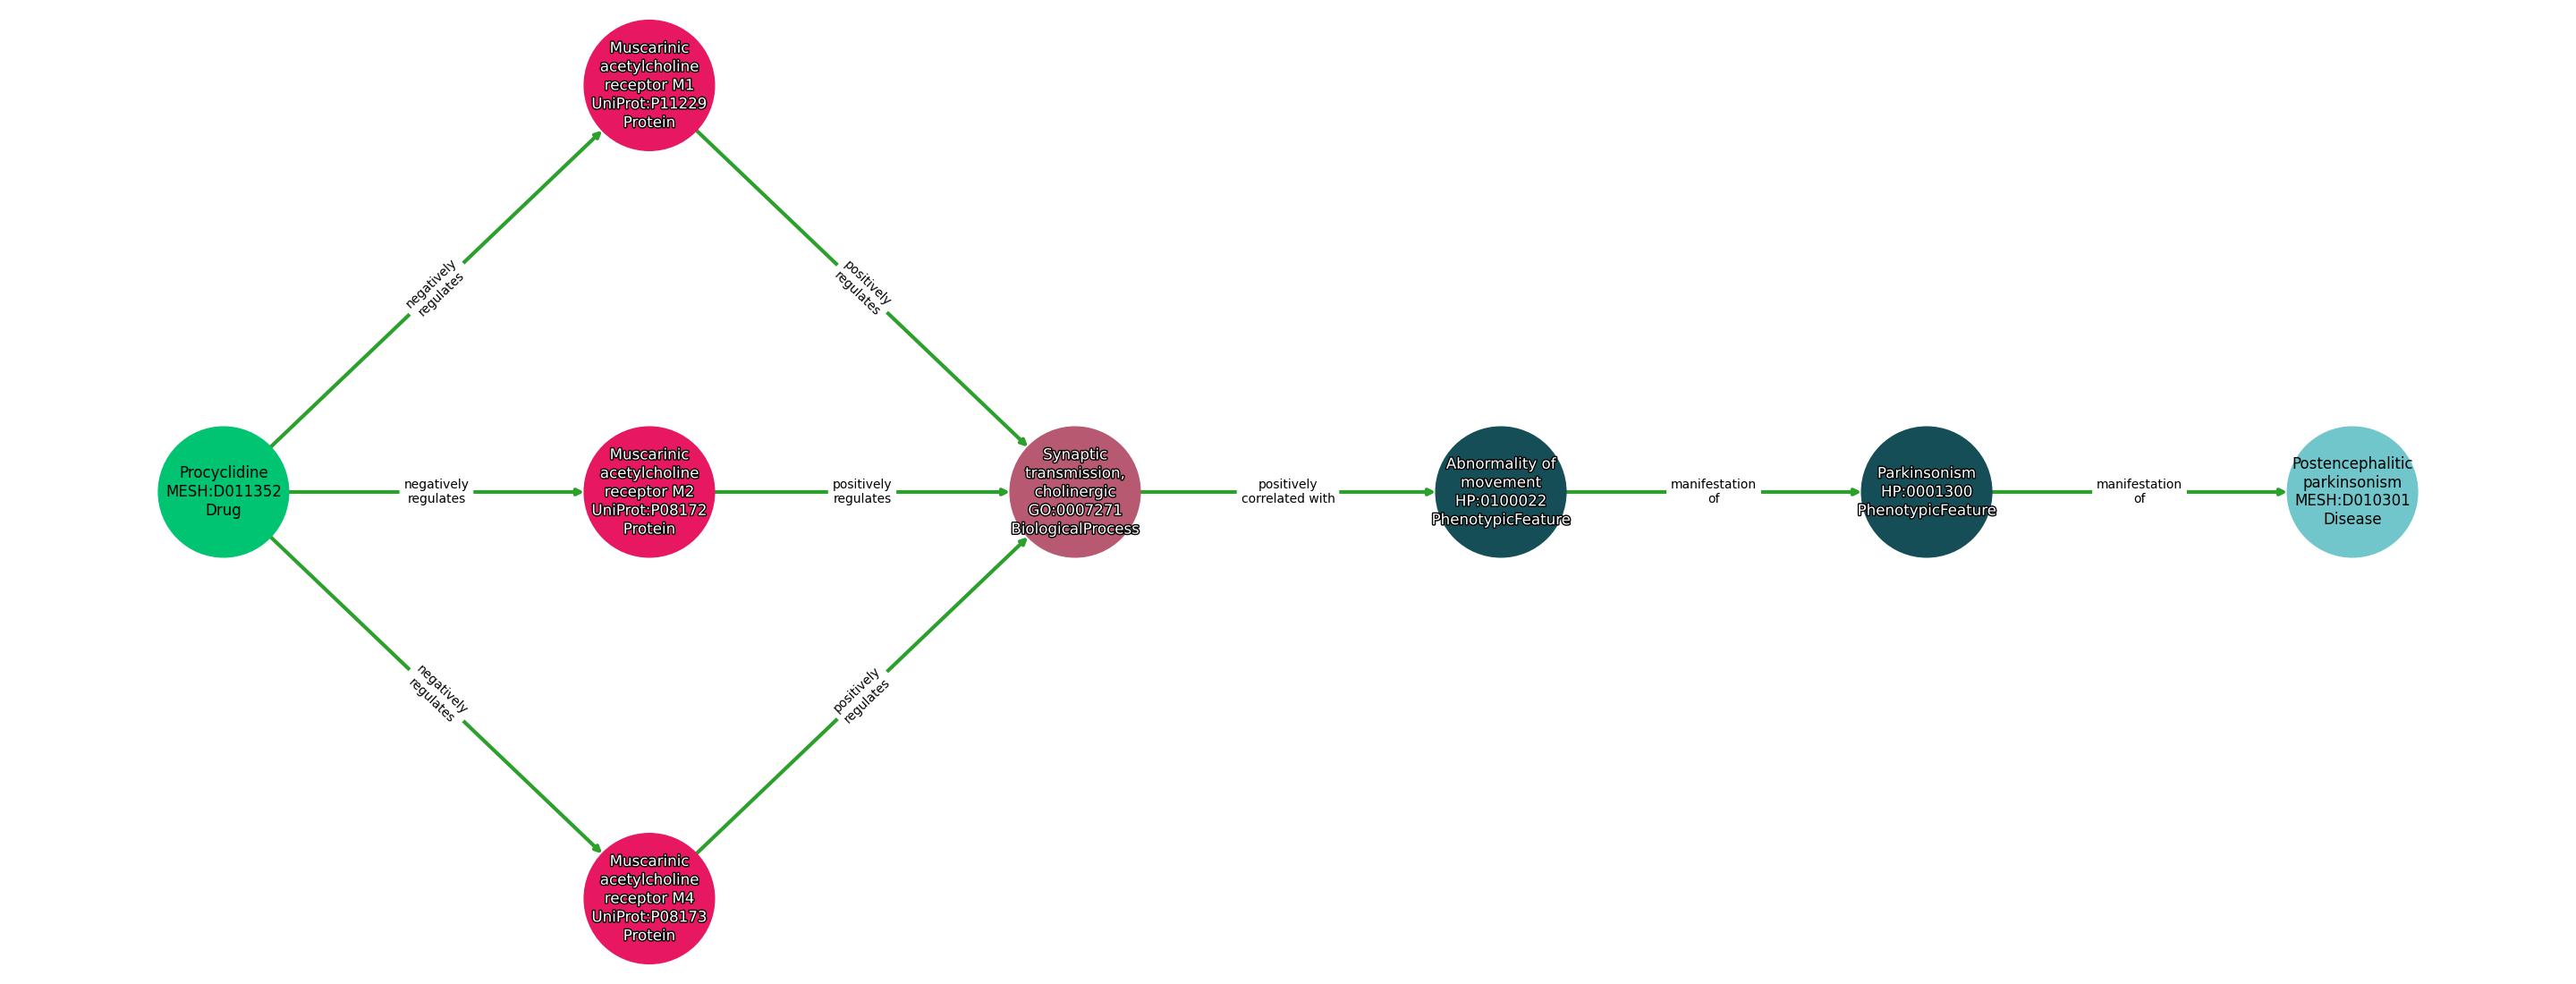 Muscarinic
acetylcholine
receptor M1
UniProt:P11229
Protein
negatively
regulates
positively
regulates
Procyclidine
MESH:D011352
Drug
negatively
regulates
Muscarinic
acetylcholine
receptor M2
UniProt:P08172
Protein
positively
regulates
Synaptic
transmission,
cholinergic
GO:0007271
BiologicalProcess
positively
correlated with
Abnormality of
movement
HP:0100022
PhenotypicFeature
manifestation
of
Parkinsonism
HP:0001300
PhenotypicFeature
manifestation
of
Postencephalitic
parkinsonism
MESH:D010301
Disease
negatively
regulates
positively
regulates
Muscarinic
acetylcholine
receptor M4
UniProt:P08173
Protein